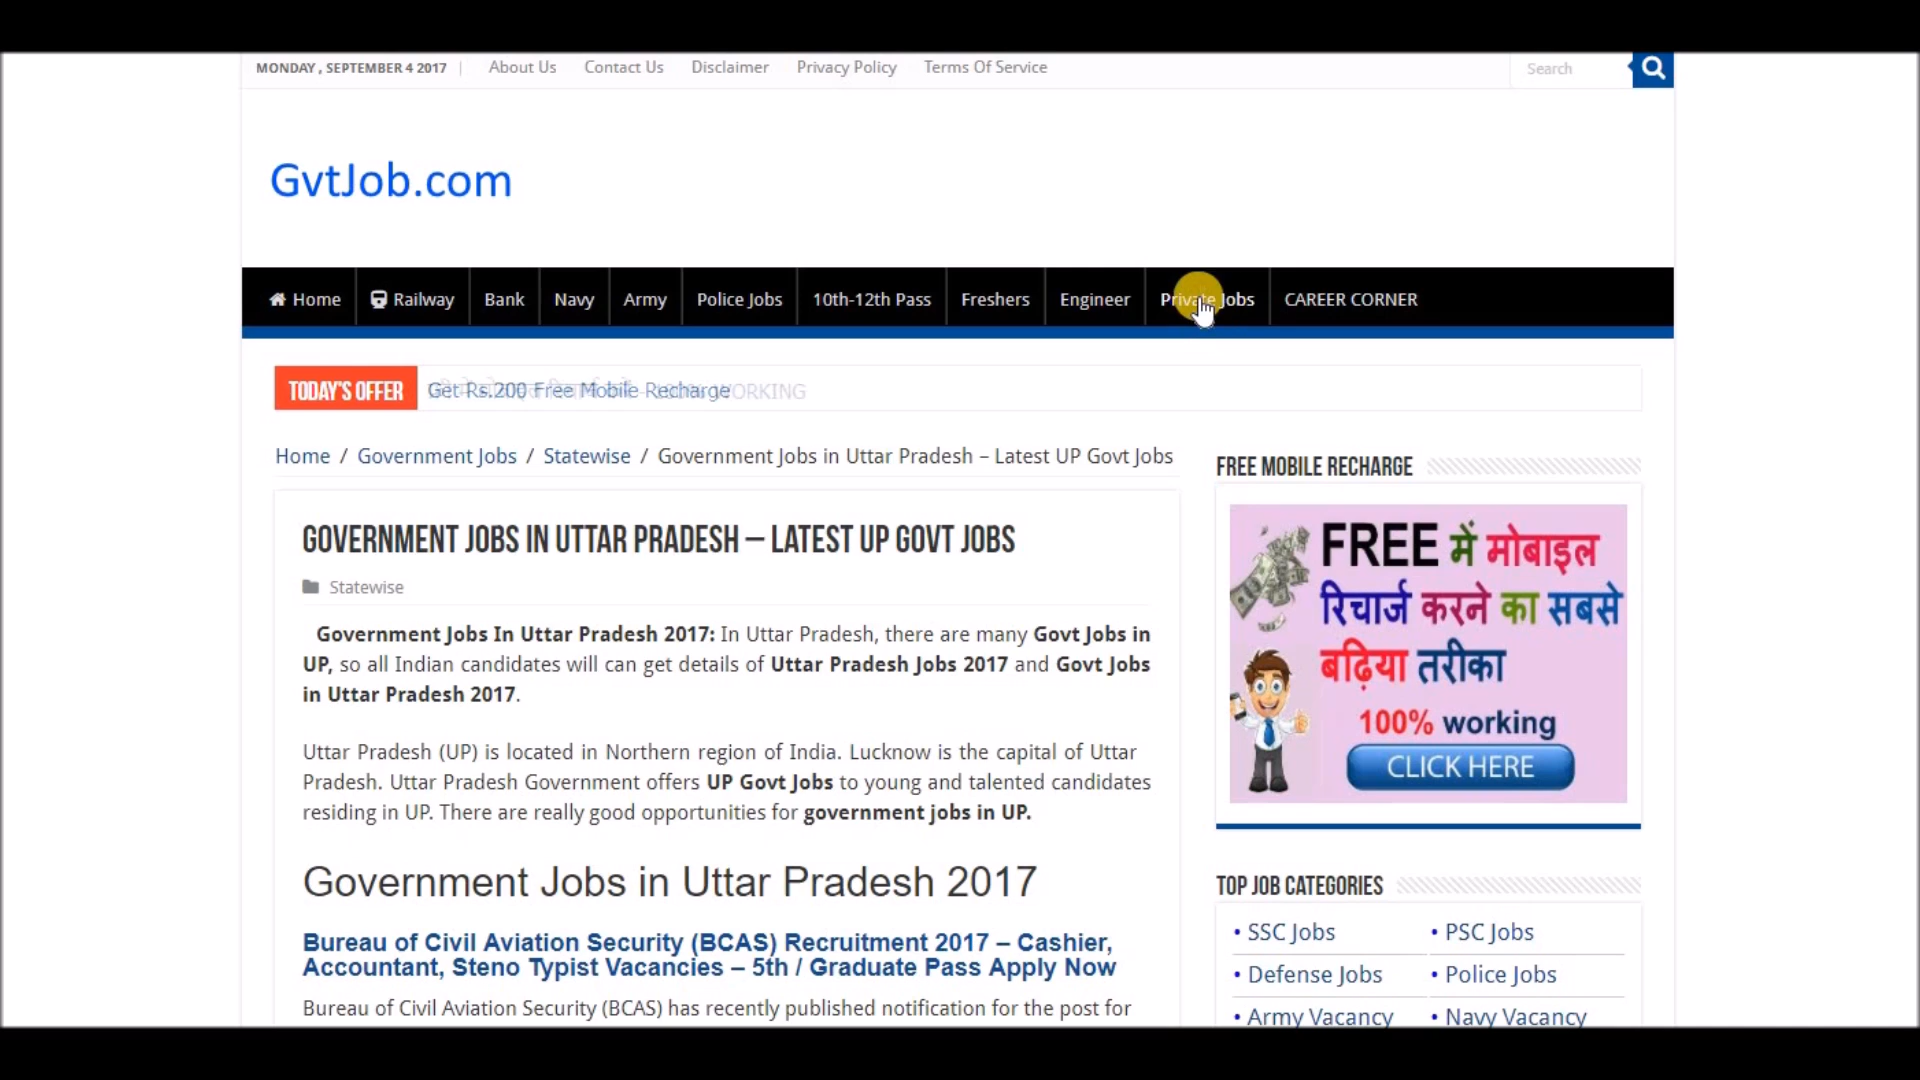 MONDAY , SEPTEMBER 4 2017 About Us Contact Us Disclaimer Privacy Policy Terms Of Service Search
GvtJob.com
Home Railway Bank Navy Army Police Jobs 10th-12th Pass Freshers Engineer Private Jobs CAREER CORNER
TODAY'S OFFER Get Rs.200 Free Mobile Recharge WORKING
Home / Government Jobs / Statewise / Government Jobs in Uttar Pradesh – Latest UP Govt Jobs
GOVERNMENT JOBS IN UTTAR PRADESH – LATEST UP GOVT JOBS
Statewise
Government Jobs In Uttar Pradesh 2017: In Uttar Pradesh, there are many Govt Jobs in
UP, so all Indian candidates will can get details of Uttar Pradesh Jobs 2017 and Govt Jobs
in Uttar Pradesh 2017.
Uttar Pradesh (UP) is located in Northern region of India. Lucknow is the capital of Uttar
Pradesh. Uttar Pradesh Government offers UP Govt Jobs to young and talented candidates
residing in UP. There are really good opportunities for government jobs in UP.
Government Jobs in Uttar Pradesh 2017
Bureau of Civil Aviation Security (BCAS) Recruitment 2017 – Cashier,
Accountant, Steno Typist Vacancies – 5th / Graduate Pass Apply Now
Bureau of Civil Aviation Security (BCAS) has recently published notification for the post for
FREE MOBILE RECHARGE
FREE में मोबाइल
रिचार्ज करने का सबसे
बढ़िया तरीका
100% working
CLICK HERE
TOP JOB CATEGORIES
• SSC Jobs • PSC Jobs
• Defense Jobs • Police Jobs
• Army Vacancy • Navy Vacancy